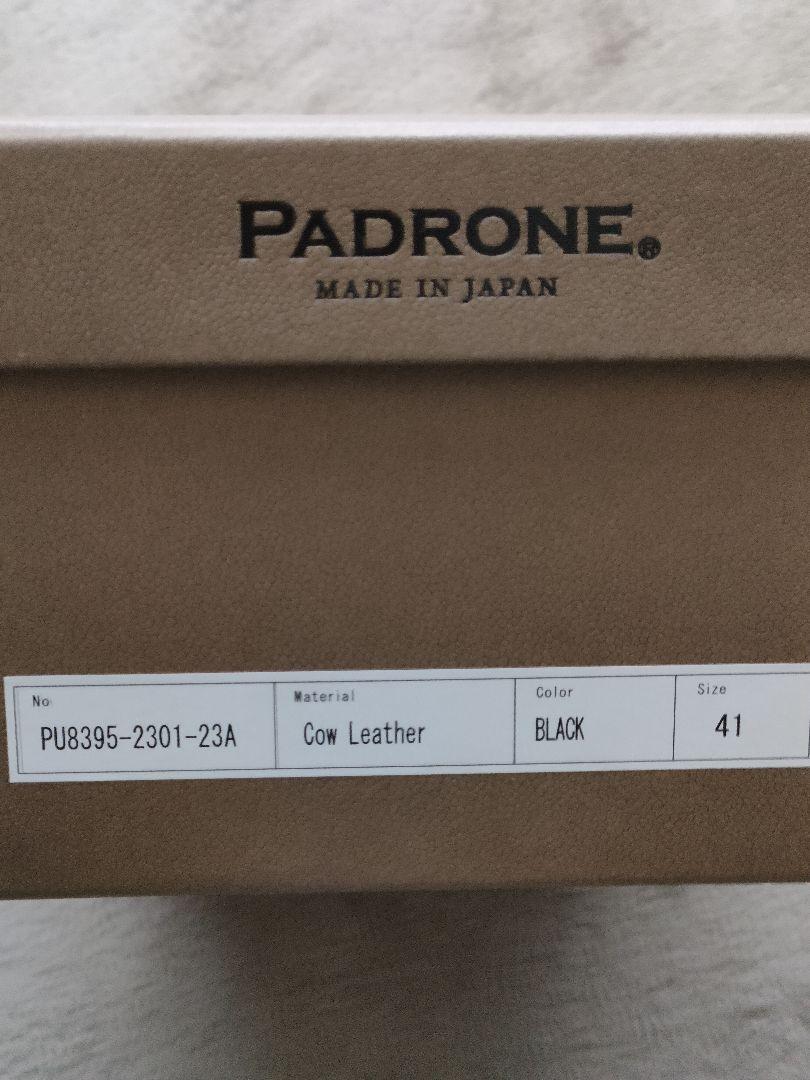 PADRONE®
MADE IN JAPAN
No
PU8395-2301-23A
Material
Cow Leather
Color
BLACK
Size
41